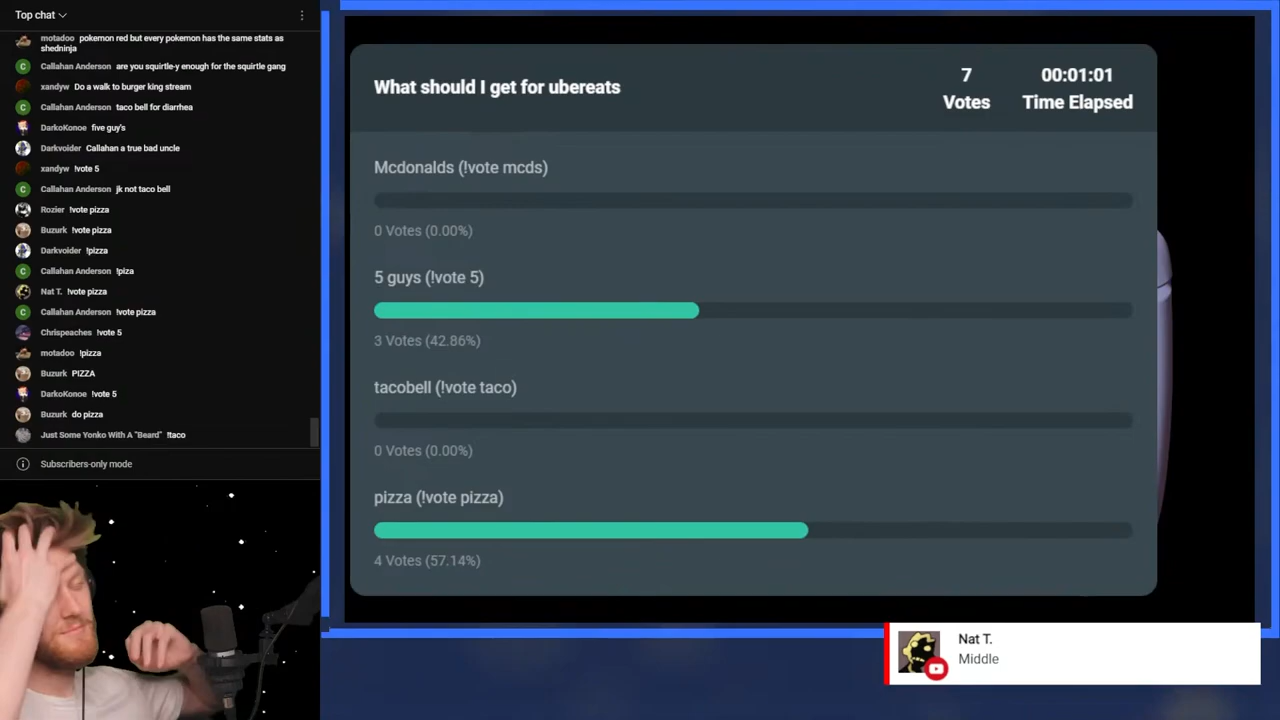 Top chat
motadoo pokemon red but every pokemon has the same stats as
shedninja
Callahan Anderson are you squirtle-y enough for the squirtle gang
xandyw Do a walk to burger king stream
Callahan Anderson taco bell for diarrhea
DarkoKonoe five guy's
Darkvoider Callahan a true bad uncle
xandyw !vote 5
Callahan Anderson jk not taco bell
Rozier !vote pizza
Buzurk !vote pizza
Darkvoider !pizza
Callahan Anderson !piza
Nat T. !vote pizza
Callahan Anderson !vote pizza
Chrispeaches !vote 5
motadoo !pizza
Buzurk PIZZA
DarkoKonoe !vote 5
Buzurk do pizza
Just Some Yonko With A "Beard" !taco
Subscribers-only mode
What should I get for ubereats
7
Votes
00:01:01
Time Elapsed
Mcdonalds (!vote mcds)
0 Votes (0.00%)
5 guys (!vote 5)
3 Votes (42.86%)
tacobell (!vote taco)
0 Votes (0.00%)
pizza (!vote pizza)
4 Votes (57.14%)
Nat T.
Middle